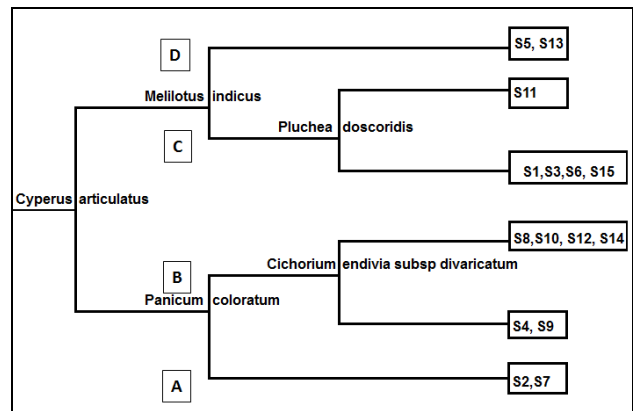 D
S5, S13
Melilotus indicus
S11
Pluchea doscoridis
C
S1,S3,S6, S15
Cyperus articulatus
S8,S10, S12, S14
Cichorium endivia subsp divaricatum
B
Panicum coloratum
S4, S9
A
S2,S7